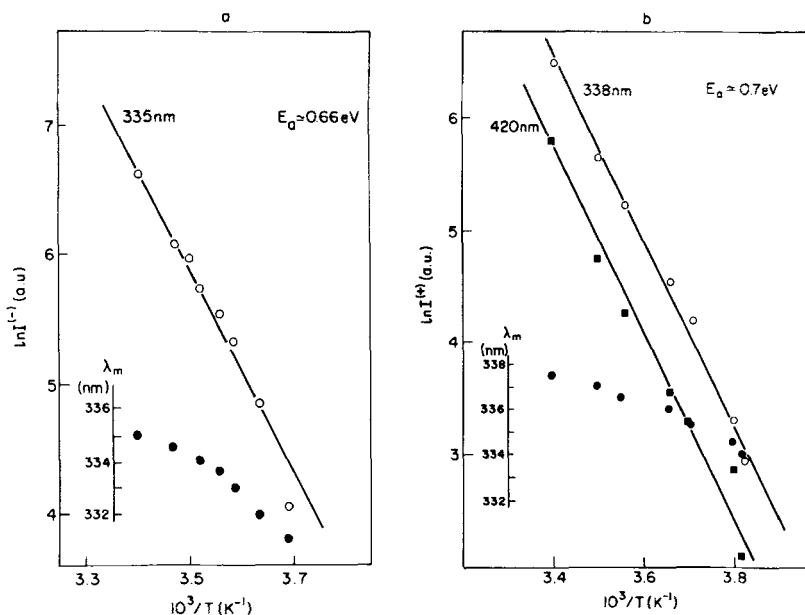 a
335nm
Ea≃0.66eV
lnI(-) (a.u)
7
6
5
4
λm
(nm)
336
334
332
3.3
3.5
3.7
10³/T (K⁻¹)
b
338nm
420nm
Ea≃0.7eV
lnI(+) (a.u.)
6
5
4
3
λm
(nm)
338
336
334
332
3.4
3.6
3.8
10³/T (K⁻¹)